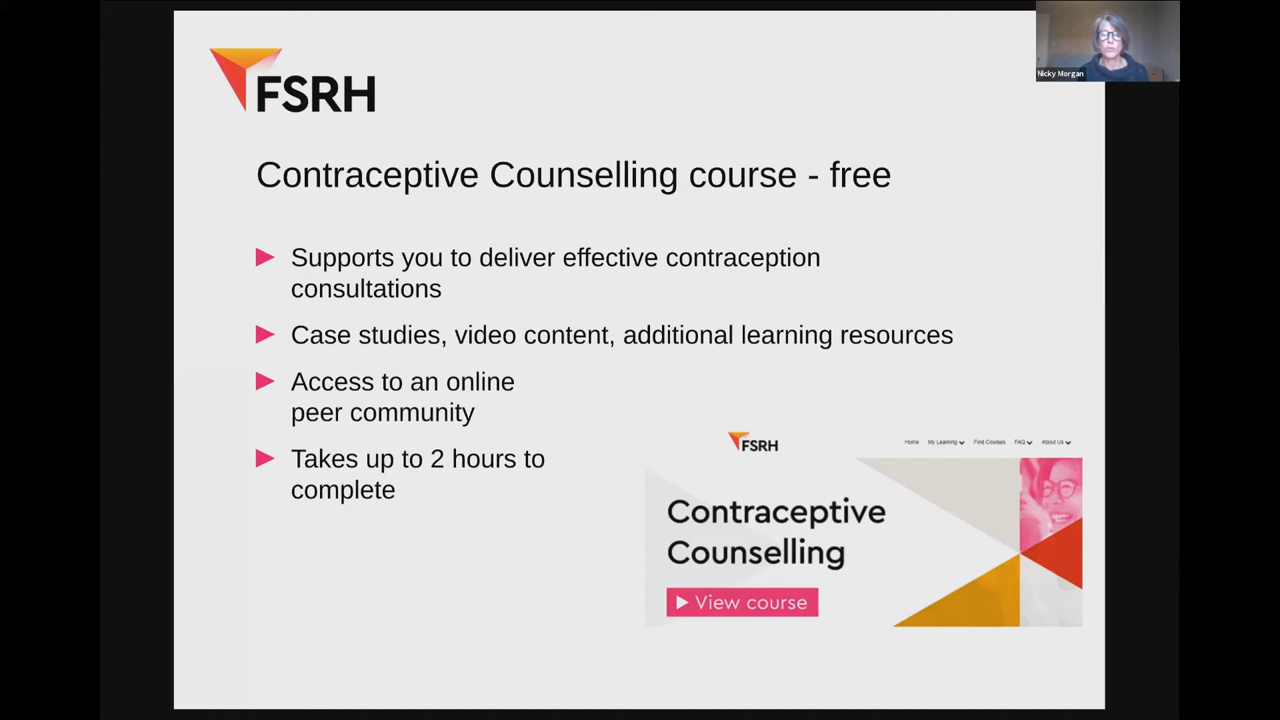 Nicky Morgan
FSRH
Contraceptive Counselling course - free
Supports you to deliver effective contraception
consultations
Case studies, video content, additional learning resources
Access to an online
peer community
Takes up to 2 hours to
complete
FSRH
Home My Learning Find Courses FAQ About Us
Contraceptive
Counselling
View course